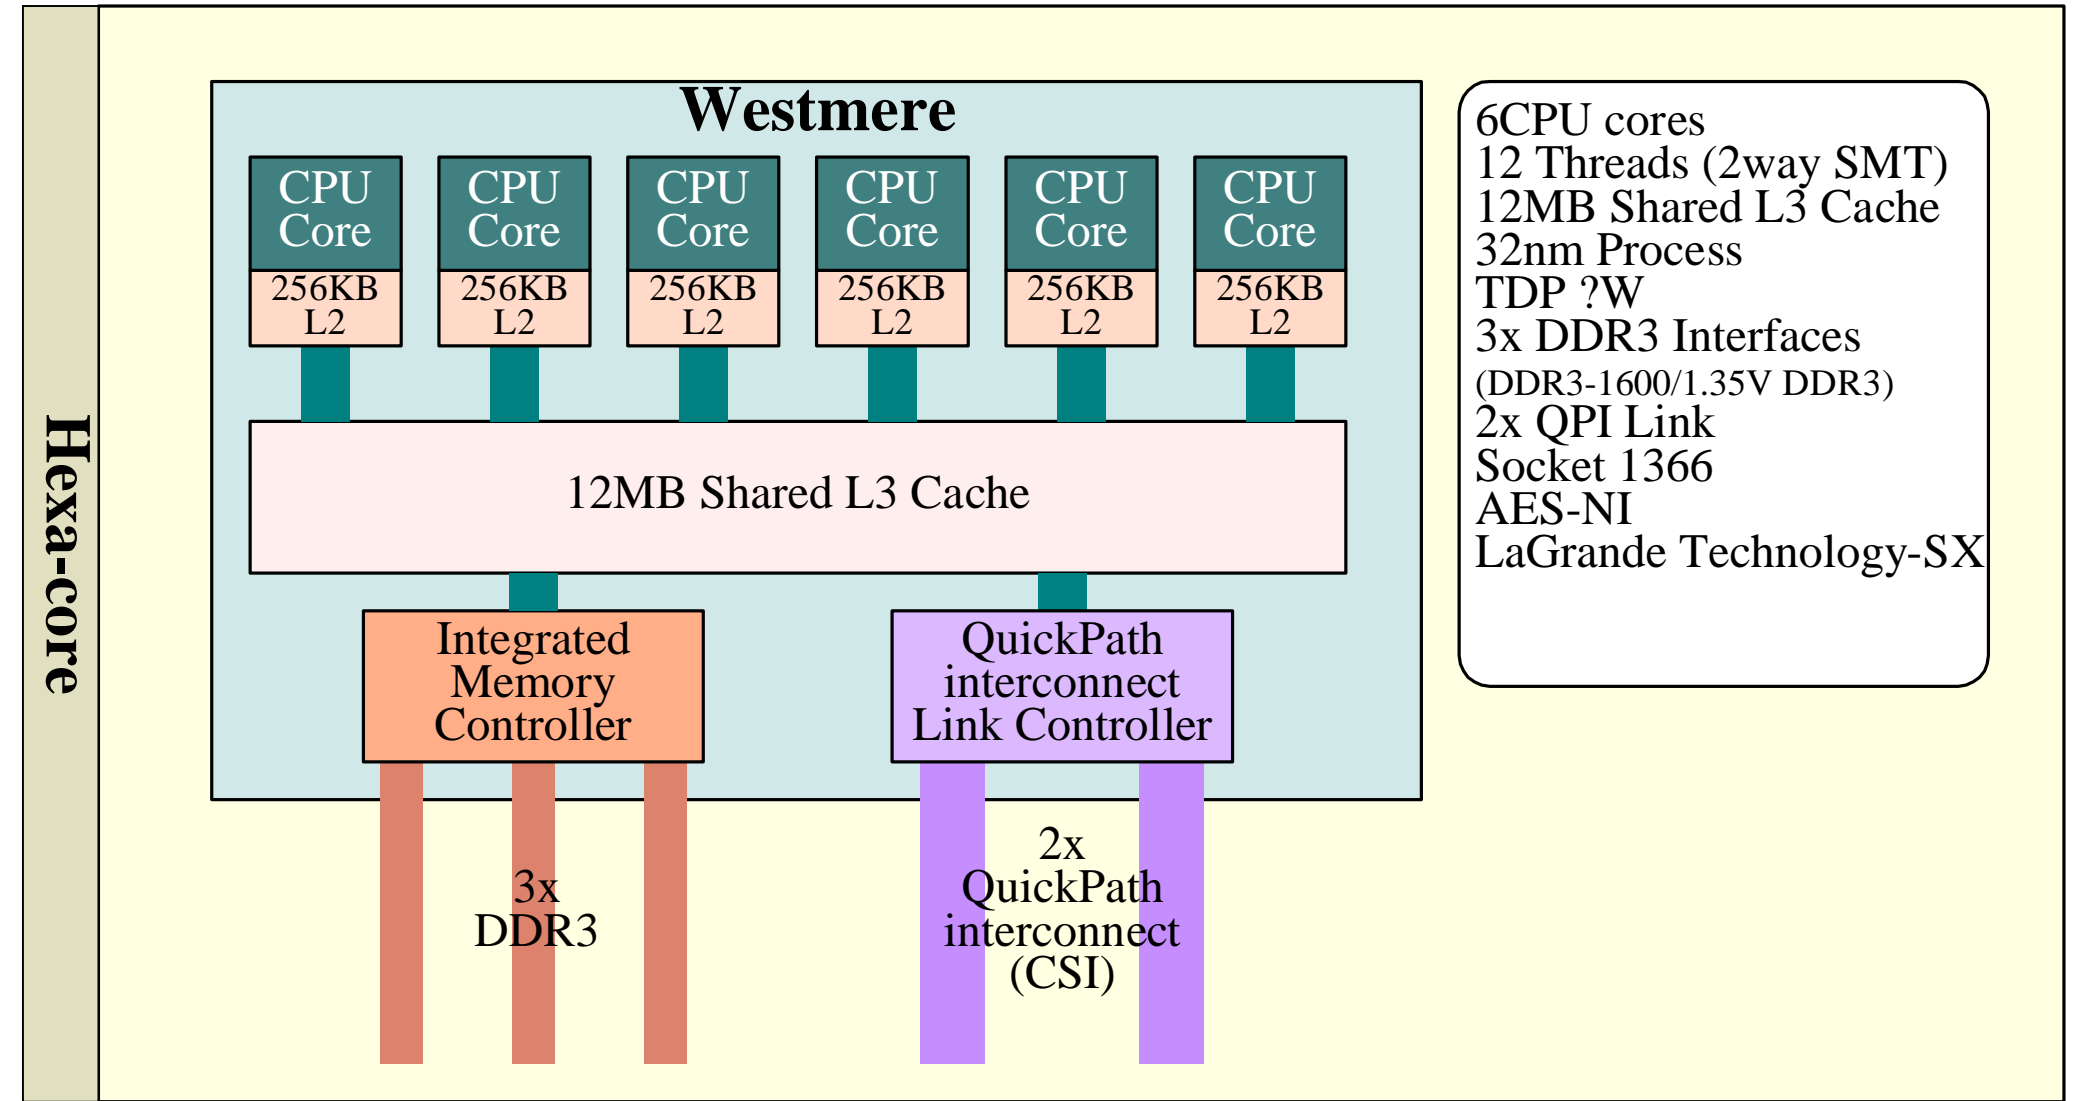 Hexa-core
Westmere
CPU
Core
256KB
L2
CPU
Core
256KB
L2
CPU
Core
256KB
L2
CPU
Core
256KB
L2
CPU
Core
256KB
L2
CPU
Core
256KB
L2
12MB Shared L3 Cache
Integrated
Memory
Controller
QuickPath
interconnect
Link Controller
3x
DDR3
2x
QuickPath
interconnect
(CSI)
6CPU cores
12 Threads (2way SMT)
12MB Shared L3 Cache
32nm Process
TDP ?W
3x DDR3 Interfaces
(DDR3-1600/1.35V DDR3)
2x QPI Link
Socket 1366
AES-NI
LaGrande Technology-SX